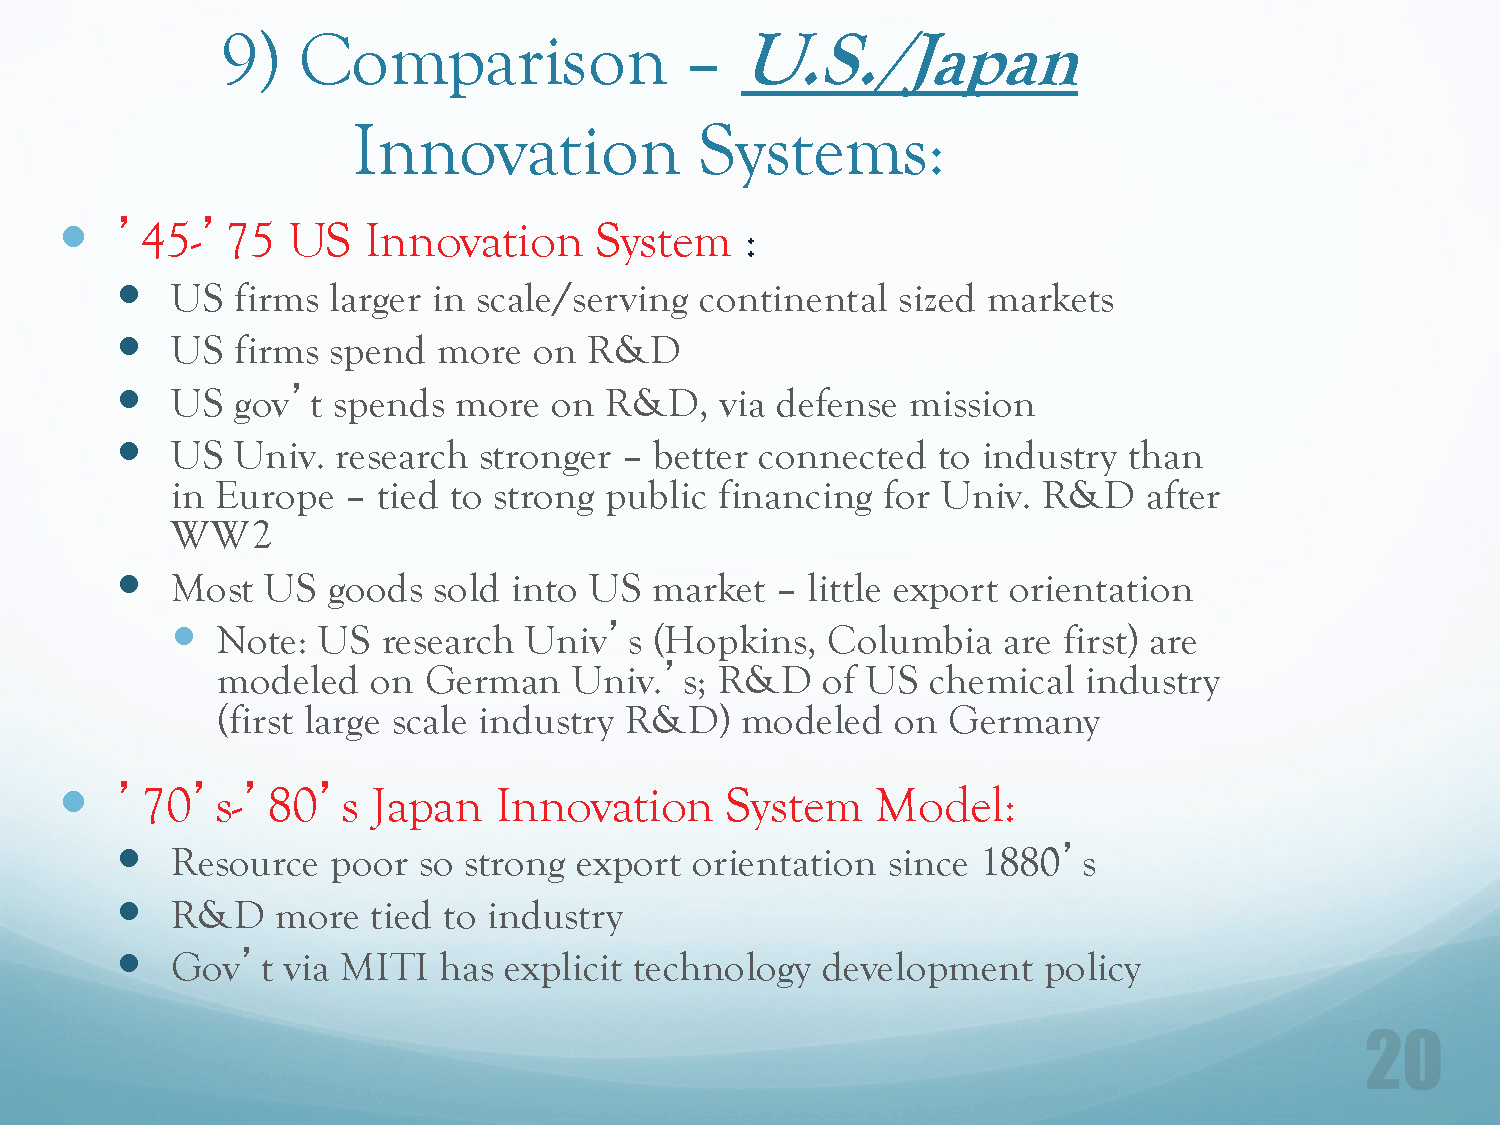 9) Comparison – U.S./Japan
Innovation Systems:
• ’45-’75 US Innovation System :
• US firms larger in scale/serving continental sized markets
• US firms spend more on R&D
• US gov’t spends more on R&D, via defense mission
• US Univ. research stronger – better connected to industry than
in Europe – tied to strong public financing for Univ. R&D after
WW2
• Most US goods sold into US market – little export orientation
• Note: US research Univ’s (Hopkins, Columbia are first) are
modeled on German Univ.’s; R&D of US chemical industry
(first large scale industry R&D) modeled on Germany
• ’70’s-’80’s Japan Innovation System Model:
• Resource poor so strong export orientation since 1880’s
• R&D more tied to industry
• Gov’t via MITI has explicit technology development policy
20